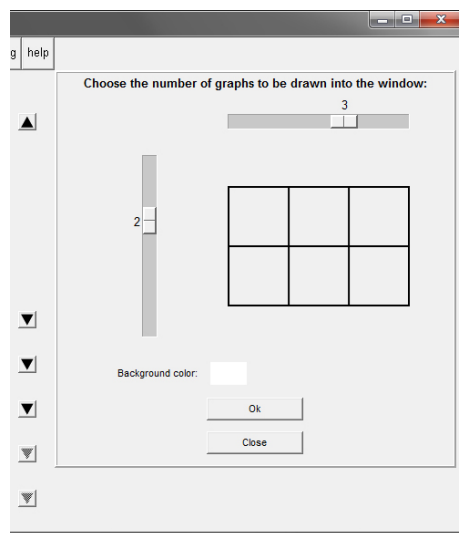 g help
Choose the number of graphs to be drawn into the window:
3
2
Background color:
Ok
Close